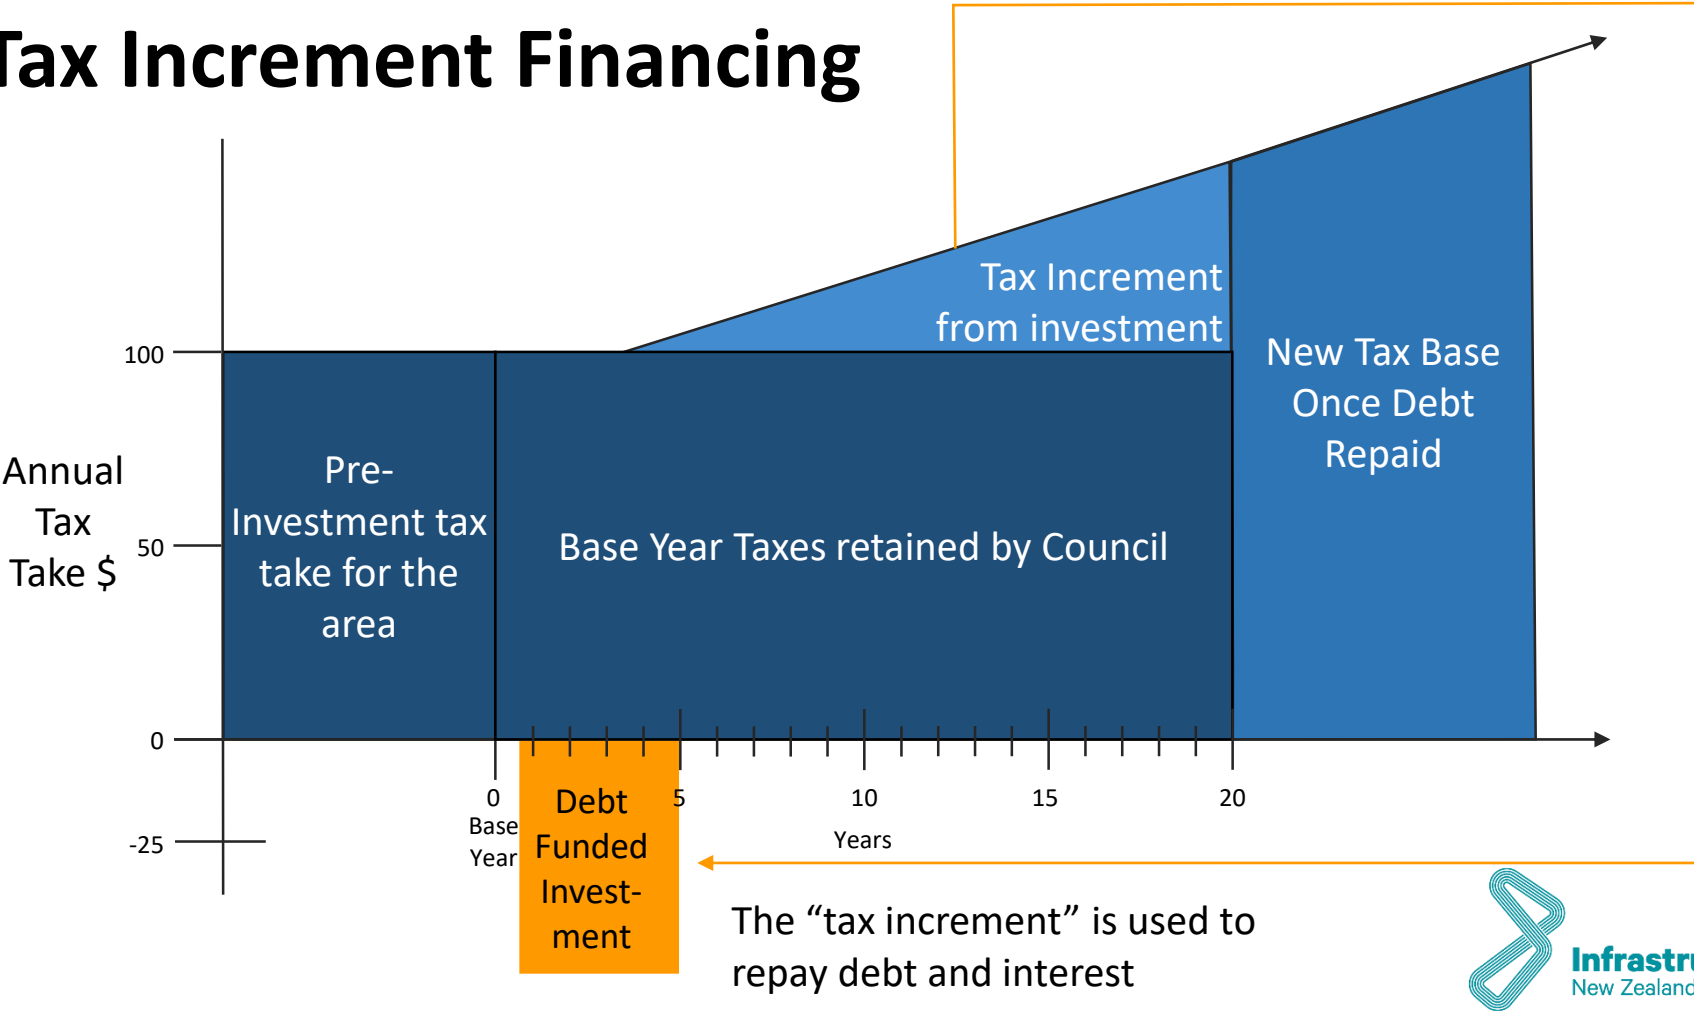 Tax Increment Financing
Tax Increment
from investment
100
New Tax Base
Once Debt
Repaid
Annual
Tax
Take $
Pre-
Investment tax
take for the
area
50
Base Year Taxes retained by Council
0
0
5
10
15
20
Base
Year
Years
-25
Debt
Funded
Invest-
ment
The “tax increment” is used to
repay debt and interest
New Zealand